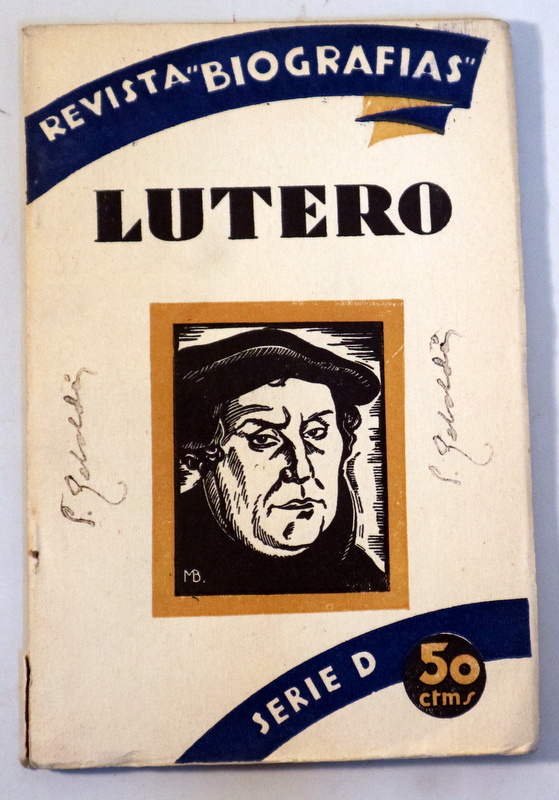 REVISTA "BIOGRAFIAS"
LUTERO
MB.
SERIE D
50
ctms